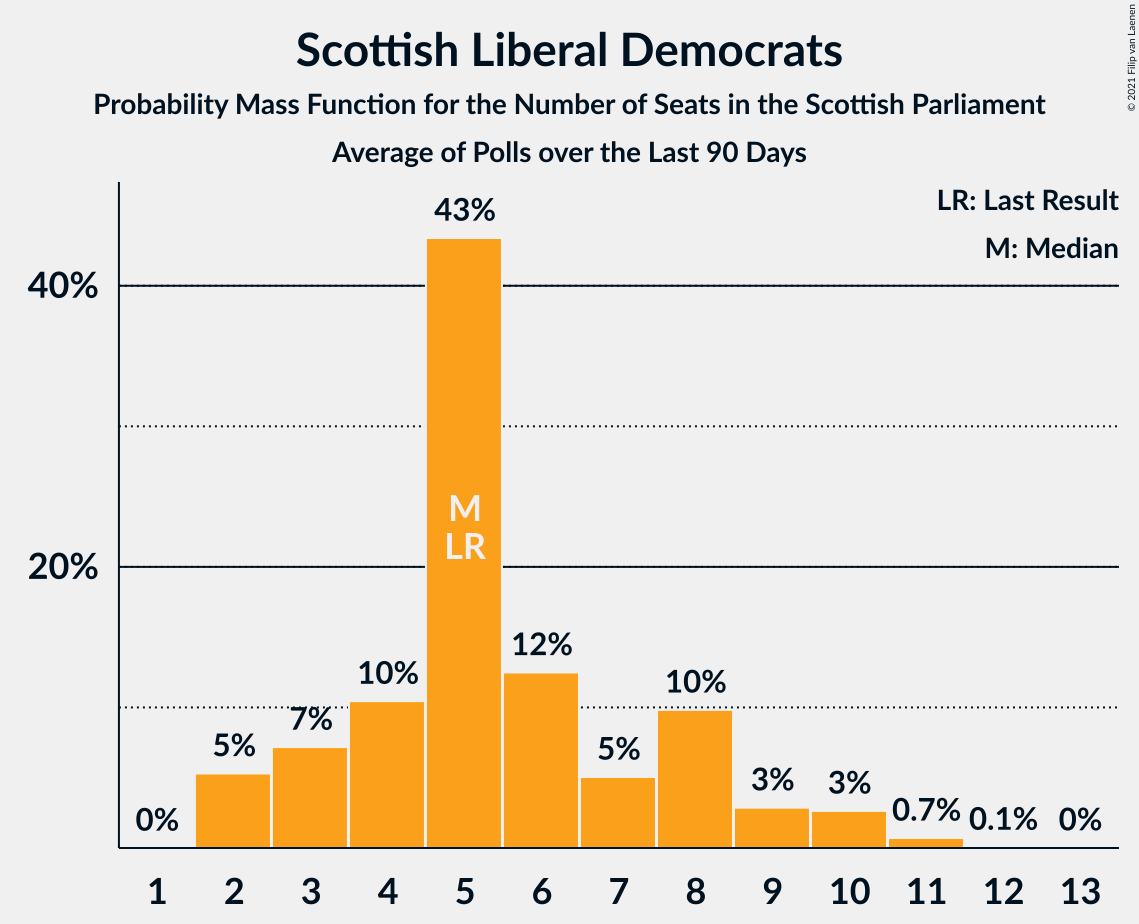 Scottish Liberal Democrats
Probability Mass Function for the Number of Seats in the Scottish Parliament
Average of Polls over the Last 90 Days
© 2021 Filip van Laenen
LR: Last Result
M: Median
40%
20%
0%
5%
7%
10%
43%
12%
5%
10%
3%
3%
0.7%
0.1%
0%
M
LR
1 2 3 4 5 6 7 8 9 10 11 12 13